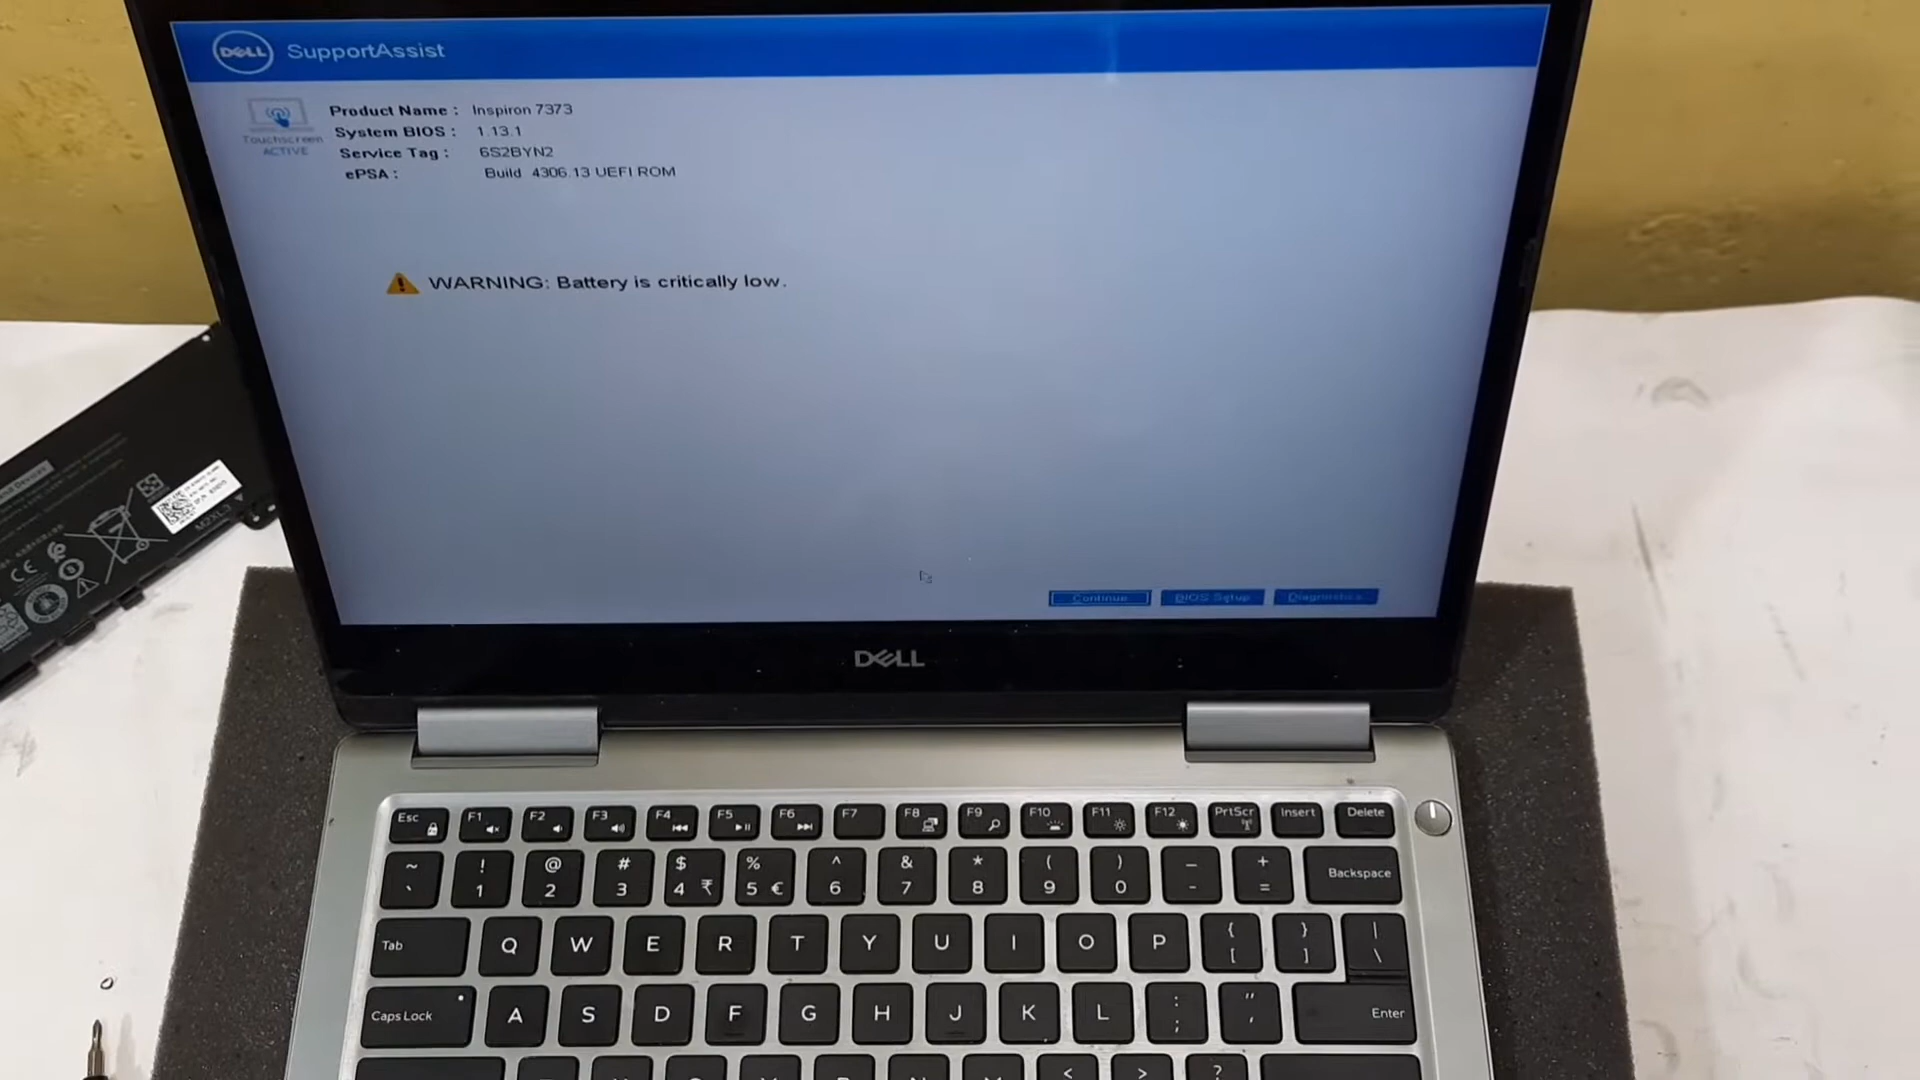 DELL SupportAssist
Touchscreen
ACTIVE
Product Name : Inspiron 7373
System BIOS : 1.13.1
Service Tag : 6S2BYN2
ePSA : Build 4306.13 UEFI ROM
WARNING: Battery is critically low.
Continue BIOS Setup Diagnostics
DELL
CE
Esc F1 F2 F3 F4 F5 F6 F7 F8 F9 F10 F11 F12 PrtScr Insert Delete
~ ! @ # $ % ^ & * ( ) _ +
` 1 2 3 4 ₹ 5 € 6 7 8 9 0 - = Backspace
Tab Q W E R T Y U I O P { [ } ] | \
Caps Lock A S D F G H J K L : ; " ' Enter
< > ?